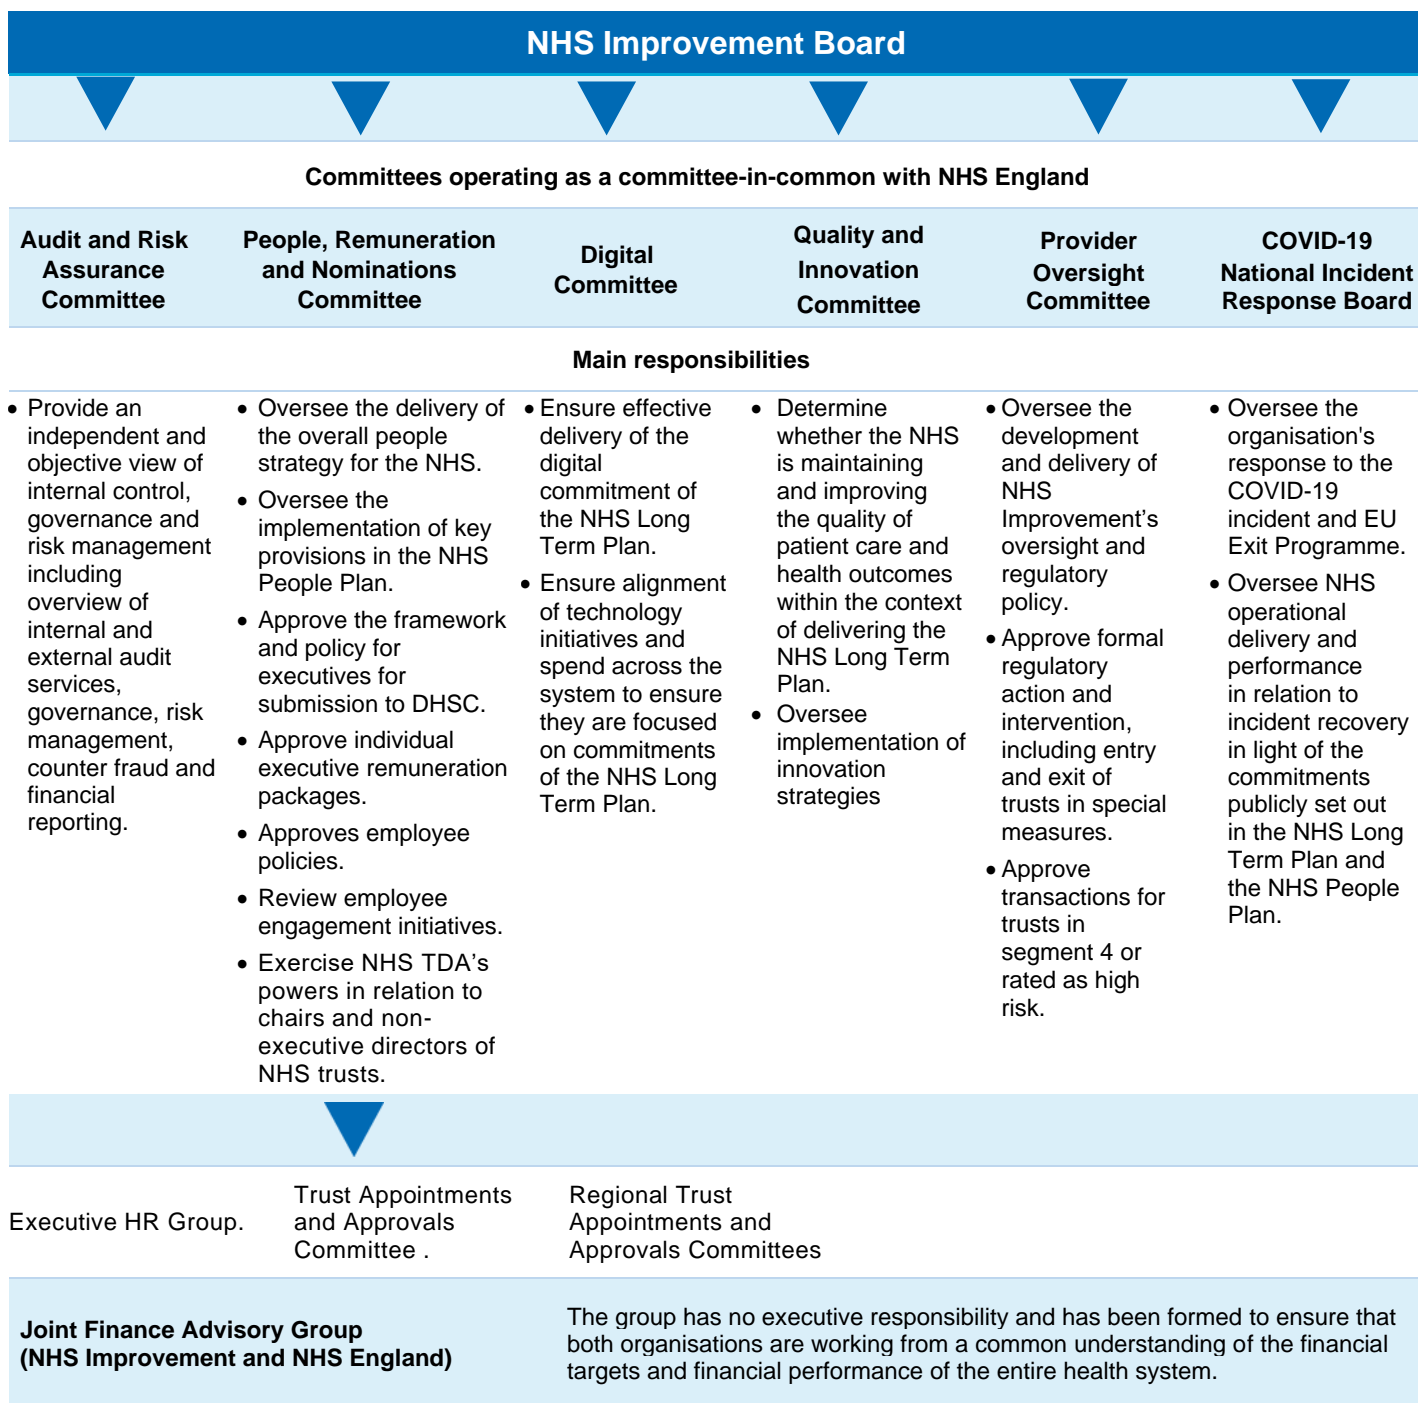 NHS Improvement Board
Committees operating as a committee-in-common with NHS England
Audit and Risk
Assurance
Committee
People, Remuneration
and Nominations
Committee
Digital
Committee
Quality and
Innovation
Committee
Provider
Oversight
Committee
COVID-19
National Incident
Response Board
Main responsibilities
• Provide an
independent and
objective view of
internal control,
governance and
risk management
including
overview of
internal and
external audit
services,
governance, risk
management,
counter fraud and
financial
reporting.
• Oversee the delivery of
the overall people
strategy for the NHS.
• Oversee the
implementation of key
provisions in the NHS
People Plan.
• Approve the framework
and policy for
executives for
submission to DHSC.
• Approve individual
executive remuneration
packages.
• Approves employee
policies.
• Review employee
engagement initiatives.
• Exercise NHS TDA’s
powers in relation to
chairs and non-
executive directors of
NHS trusts.
• Ensure effective
delivery of the
digital
commitment of
the NHS Long
Term Plan.
• Ensure alignment
of technology
initiatives and
spend across the
system to ensure
they are focused
on commitments
of the NHS Long
Term Plan.
• Determine
whether the NHS
is maintaining
and improving
the quality of
patient care and
health outcomes
within the context
of delivering the
NHS Long Term
Plan.
• Oversee
implementation of
innovation
strategies
• Oversee the
development
and delivery of
NHS
Improvement’s
oversight and
regulatory
policy.
• Approve formal
regulatory
action and
intervention,
including entry
and exit of
trusts in special
measures.
• Approve
transactions for
trusts in
segment 4 or
rated as high
risk.
• Oversee the
organisation's
response to the
COVID-19
incident and EU
Exit Programme.
• Oversee NHS
operational
delivery and
performance
in relation to
incident recovery
in light of the
commitments
publicly set out
in the NHS Long
Term Plan and
the NHS People
Plan.
Executive HR Group.
Trust Appointments
and Approvals
Committee .
Regional Trust
Appointments and
Approvals Committees
Joint Finance Advisory Group
(NHS Improvement and NHS England)
The group has no executive responsibility and has been formed to ensure that
both organisations are working from a common understanding of the financial
targets and financial performance of the entire health system.